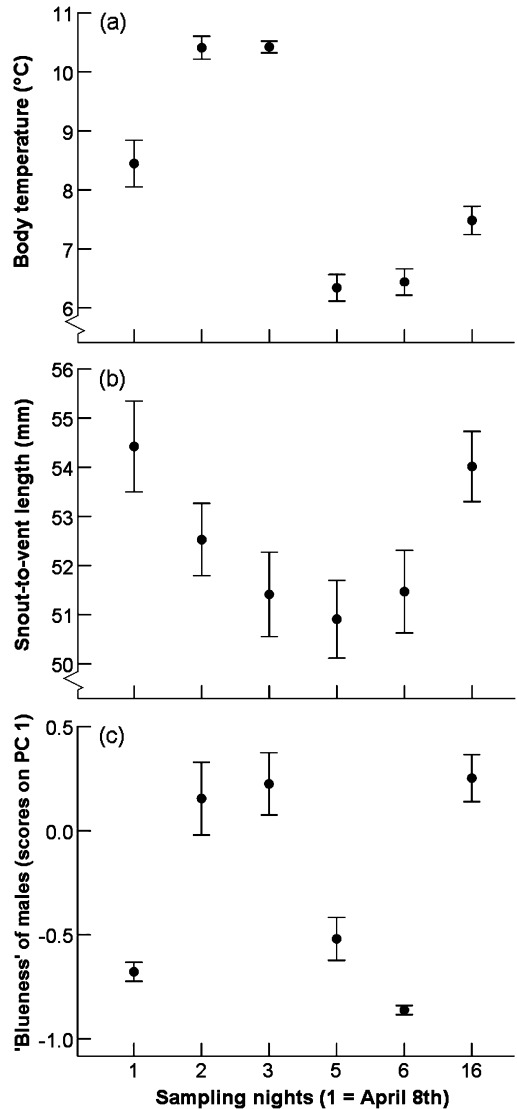 (a)
Body temperature (°C)
11
10
9
8
7
6
(b)
Snout-to-vent length (mm)
56
55
54
53
52
51
50
(c)
'Blueness' of males (scores on PC 1)
0.5
0.0
-0.5
-1.0
1 2 3 5 6 16
Sampling nights (1 = April 8th)